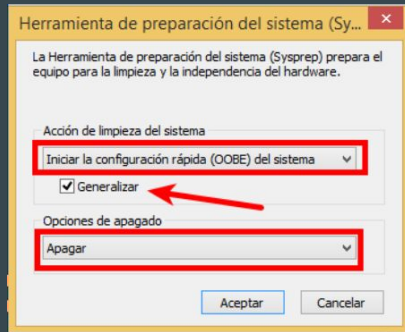 Herramienta de preparación del sistema (Sy...
La Herramienta de preparación del sistema (Sysprep) prepara el
equipo para la limpieza y la independencia del hardware.
Acción de limpieza del sistema
Iniciar la configuración rápida (OOBE) del sistema
Generalizar
Opciones de apagado
Apagar
Aceptar
Cancelar